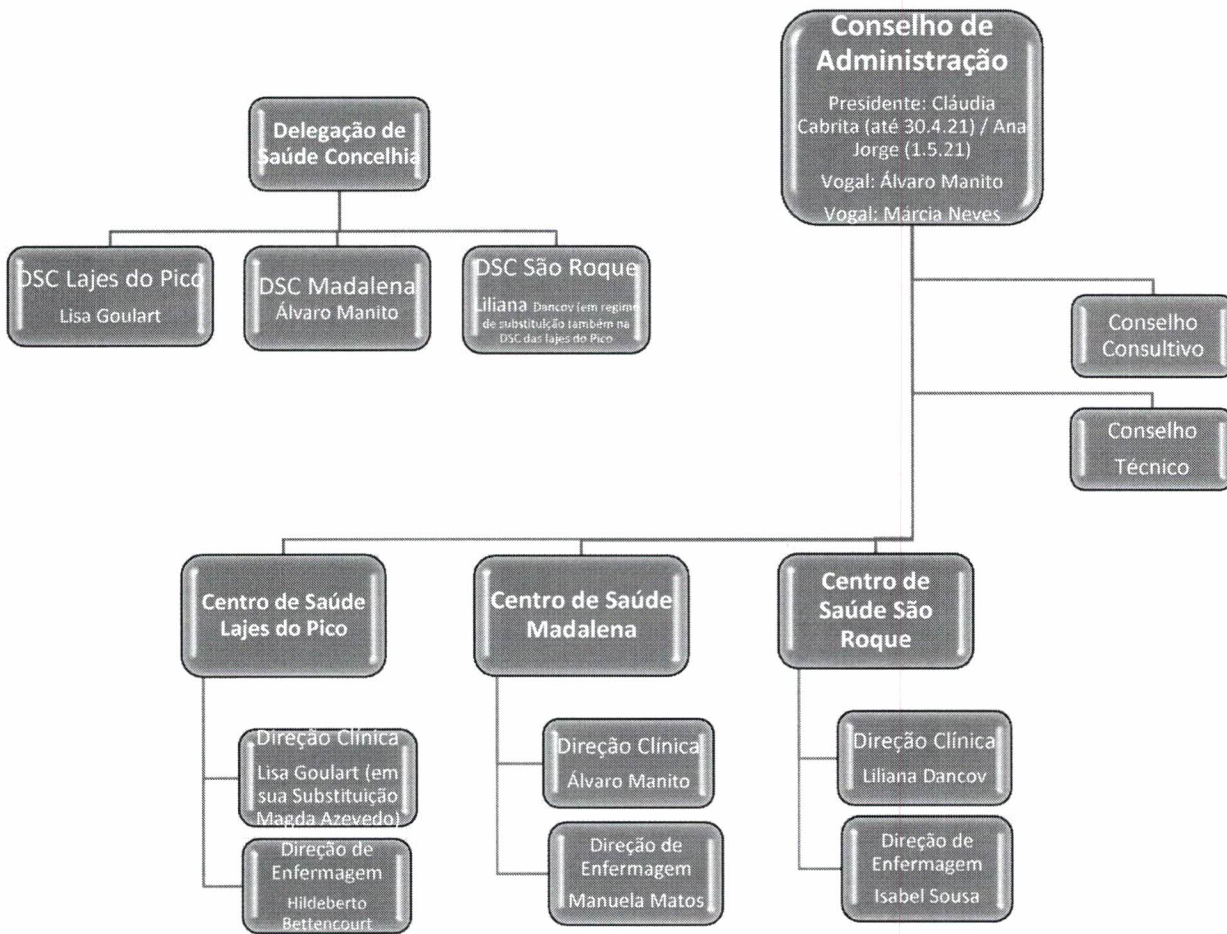 Conselho de
Administração
Presidente: Cláudia
Cabrita (até 30.4.21) / Ana
Jorge (1.5.21)
Vogal: Álvaro Manito
Vogal: Márcia Neves
Delegação de
Saúde Concelhia
DSC Lajes do Pico
Lisa Goulart
DSC Madalena
Álvaro Manito
DSC São Roque
Liliana Dancov (em regime
de substituição também na
DSC das lajes do Pico
Conselho
Consultivo
Conselho
Técnico
Centro de Saúde
Lajes do Pico
Direção Clínica
Lisa Goulart (em
sua Substituição
Magda Azevedo)
Direção de
Enfermagem
Hildeberto
Bettencourt
Centro de Saúde
Madalena
Direção Clínica
Álvaro Manito
Direção de
Enfermagem
Manuela Matos
Centro de
Saúde São
Roque
Direção Clínica
Liliana Dancov
Direção de
Enfermagem
Isabel Sousa